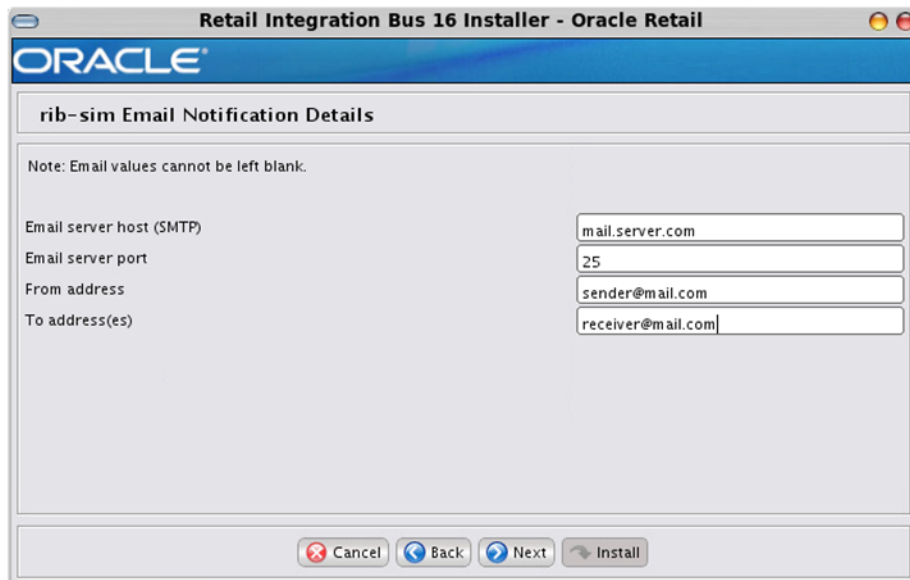 Retail Integration Bus 16 Installer - Oracle Retail
ORACLE®
rib-sim Email Notification Details
Note: Email values cannot be left blank.
Email server host (SMTP) mail.server.com
Email server port 25
From address sender@mail.com
To address(es) receiver@mail.com
Cancel Back Next Install